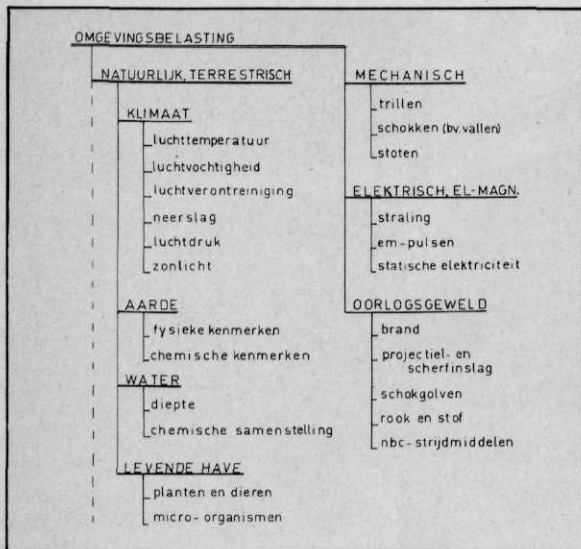 OMGEVINGSBELASTING
NATUURLIJK, TERRESTRISCH
KLIMAAT
luchttemperatuur
luchtvochtigheid
luchtverontreiniging
neerslag
luchtdruk
zonlicht
AARDE
fysieke kenmerken
chemische kenmerken
WATER
diepte
chemische samenstelling
LEVENDE HAVE
planten en dieren
micro-organismen
MECHANISCH
trillen
schokken (bv. vallen)
stoten
ELEKTRISCH, EL-MAGN.
straling
em-pulsen
statische elektriciteit
OORLOGSGEWELD
brand
projectiel- en
scherfinslag
schokgolven
rook en stof
nbc-strijdmiddelen